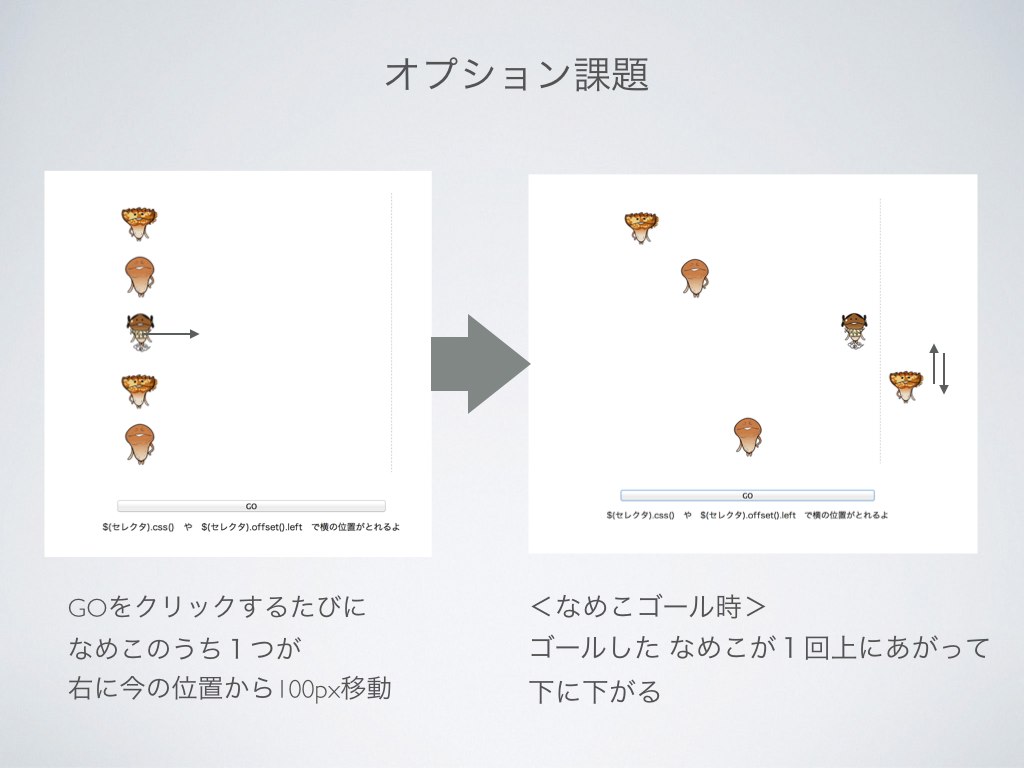 オプション課題
GO
$(セレクタ).css() や $(セレクタ).offset().left で横の位置がとれるよ
GO
$(セレクタ).css() や $(セレクタ).offset().left で横の位置がとれるよ
GOをクリックするたびに
なめこのうち１つが
右に今の位置から100px移動
＜なめこゴール時＞
ゴールした なめこが１回上にあがって
下に下がる